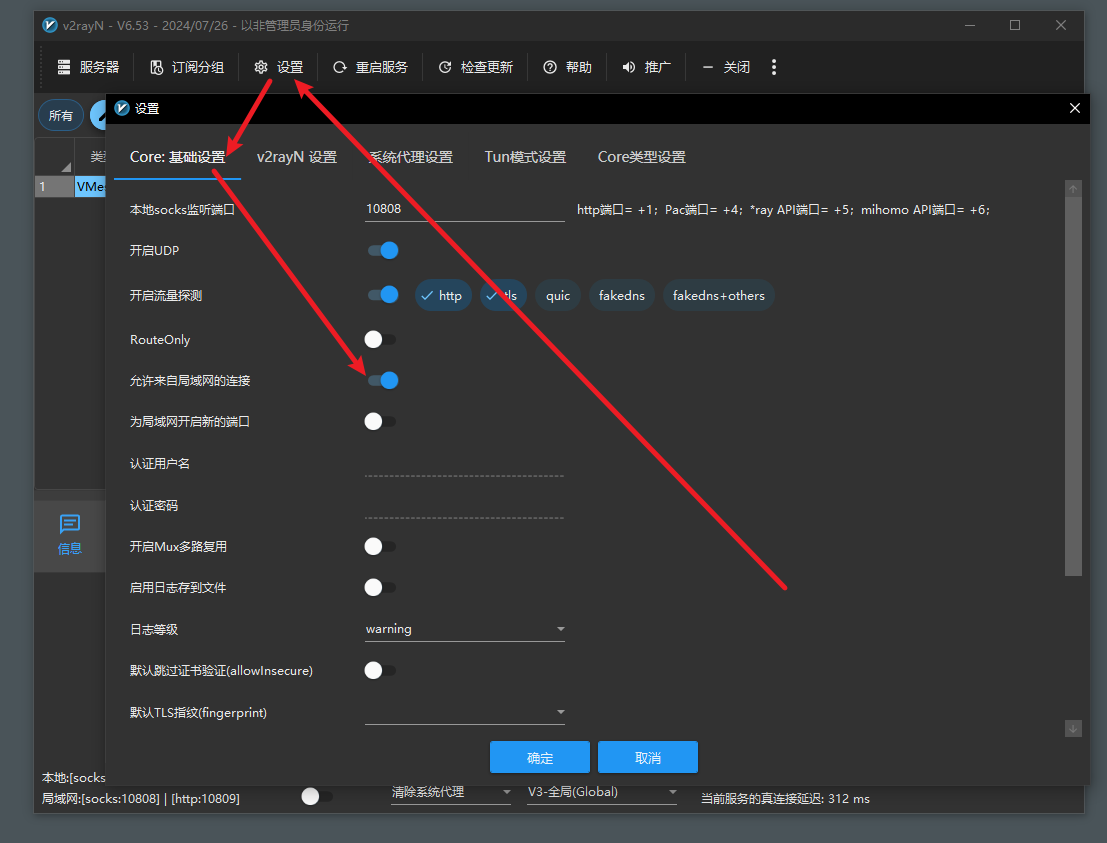 v2rayN - V6.53 - 2024/07/26 - 以非管理员身份运行
服务器 订阅分组 设置 重启服务 检查更新 帮助 推广 关闭
所有
设置
类
Core: 基础设置 v2rayN 设置 系统代理设置 Tun模式设置 Core类型设置
1 VMes
本地socks监听端口 10808 http端口= +1; Pac端口= +4; *ray API端口= +5; mihomo API端口= +6;
开启UDP
开启流量探测 http tls quic fakedns fakedns+others
RouteOnly
允许来自局域网的连接
为局域网开启新的端口
认证用户名
认证密码
信息
开启Mux多路复用
启用日志存到文件
日志等级 warning
默认跳过证书验证(allowInsecure)
默认TLS指纹(fingerprint)
确定 取消
本地:[socks
局域网:[socks:10808] | [http:10809] 清除系统代理 V3-全局(Global) 当前服务的真连接延迟: 312 ms